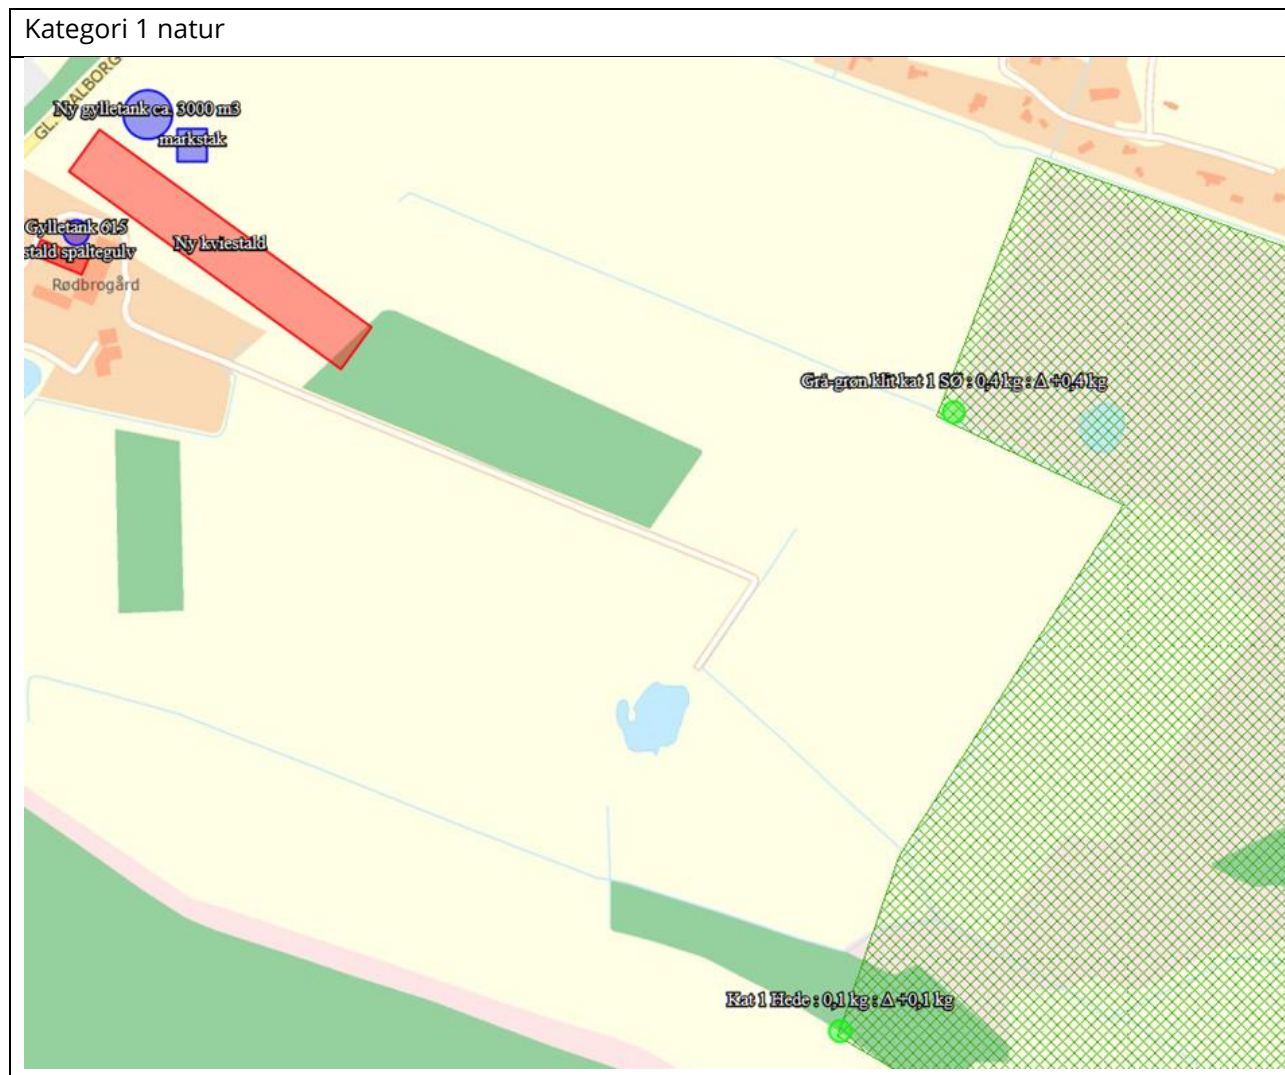 Kategori 1 natur
GL. AALBORG
Ny gylletank ca. 3000 m3
markstak
Gylletank 615
stald spaltegulv
Ny kviestald
Rødbrogård
Grå-grøn klit kat 1 SØ : 0,4 kg : Δ +0,4 kg
Kat 1 Hede : 0,1 kg : Δ +0,1 kg